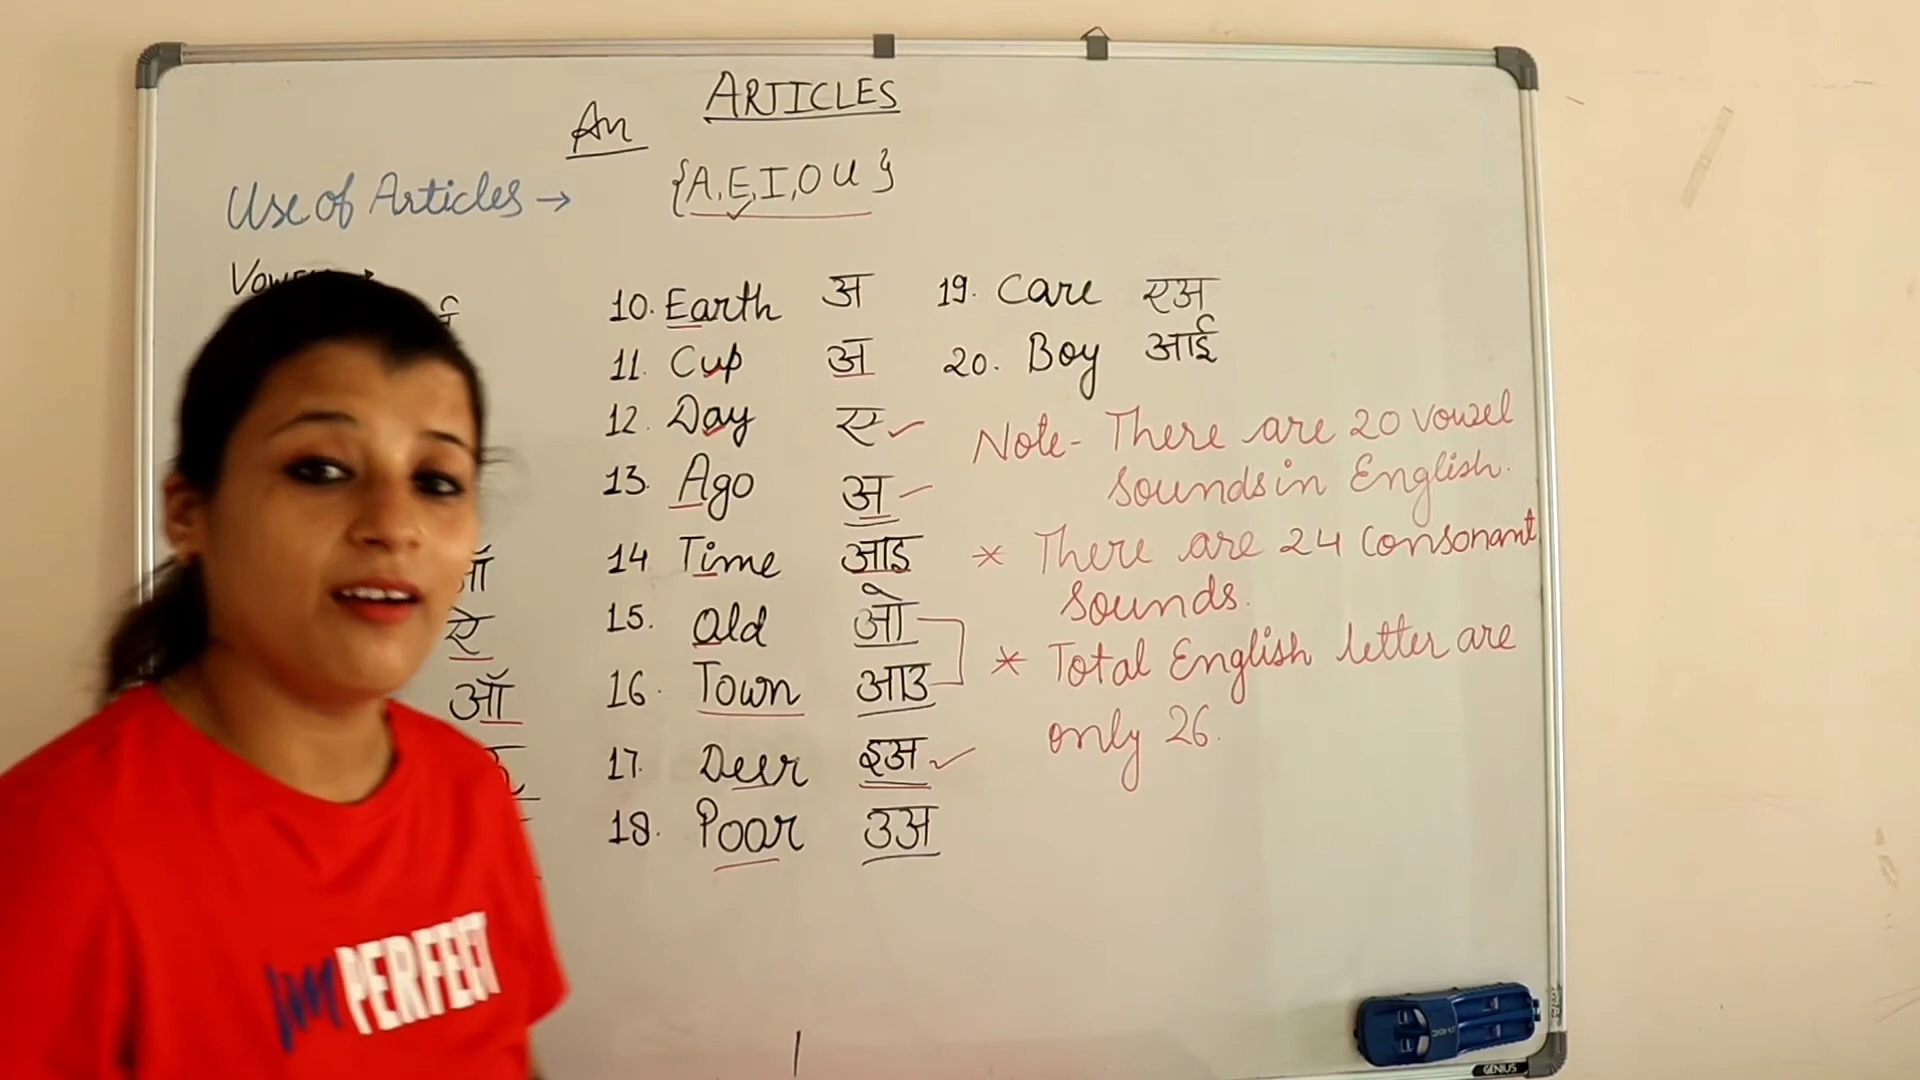 ARTICLES
An
{A, E, I, O U}
Use of Articles →
10. Earth अ
11. Cup अ
12. Day ए
13. Ago अ
14 Time आइ
15. Old ओ
16. Town आउ
17. Deer इअ
18. Poor उअ
19. Care एअ
20. Boy आई
Note- There are 20 vowel
sounds in English.
* There are 24 Consonant
sounds.
* Total English letter are
only 26.
ऐ
ऑ
I'M PERFECT
GENIUS